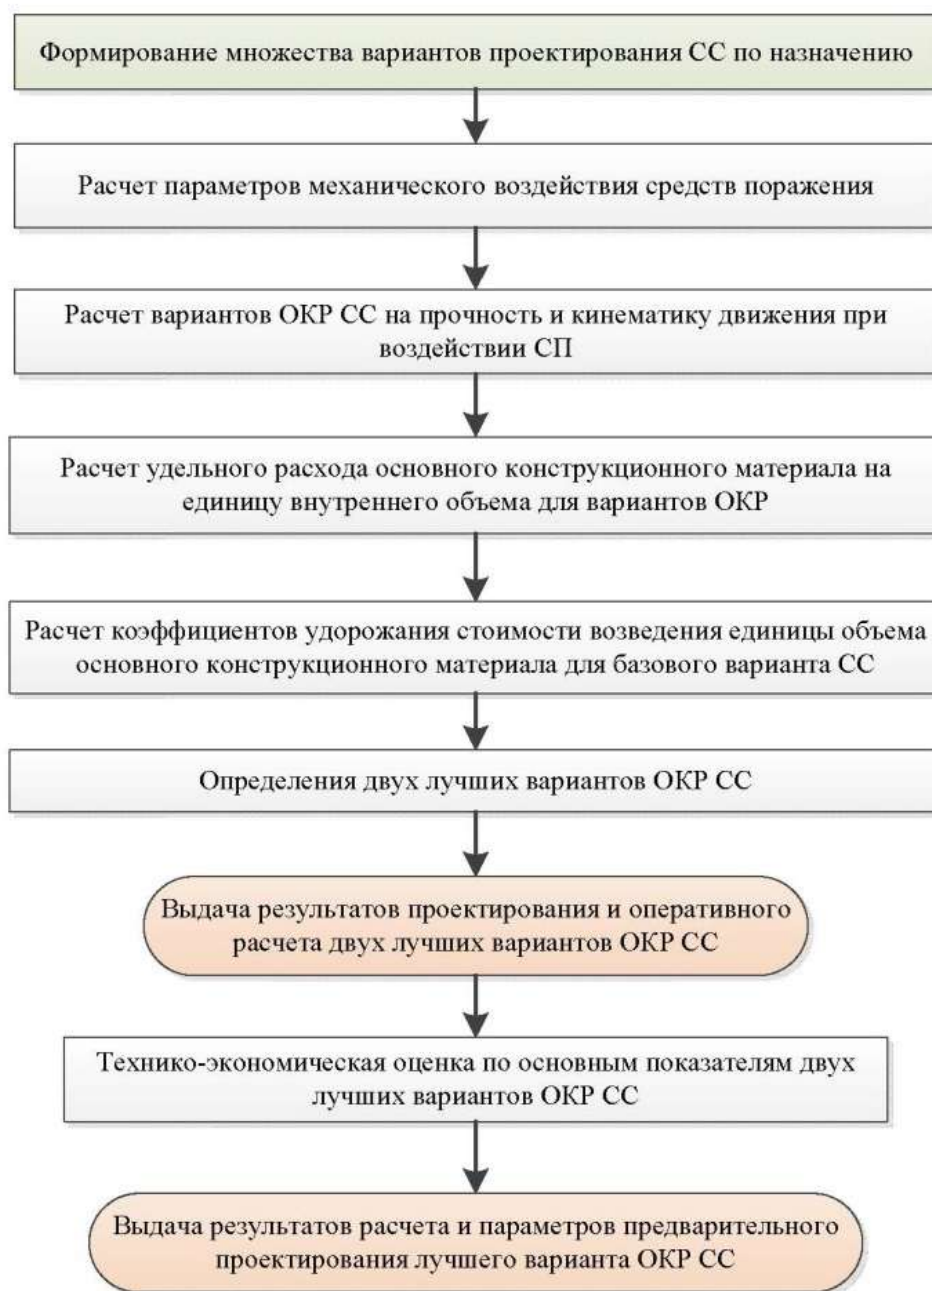 Формирование множества вариантов проектирования СС по назначению
Расчет параметров механического воздействия средств поражения
Расчет вариантов ОКР СС на прочность и кинематику движения при
воздействии СП
Расчет удельного расхода основного конструкционного материала на
единицу внутреннего объема для вариантов ОКР
Расчет коэффициентов удорожания стоимости возведения единицы объема
основного конструкционного материала для базового варианта СС
Определения двух лучших вариантов ОКР СС
Выдача результатов проектирования и оперативного
расчета двух лучших вариантов ОКР СС
Технико-экономическая оценка по основным показателям двух
лучших вариантов ОКР СС
Выдача результатов расчета и параметров предварительного
проектирования лучшего варианта ОКР СС